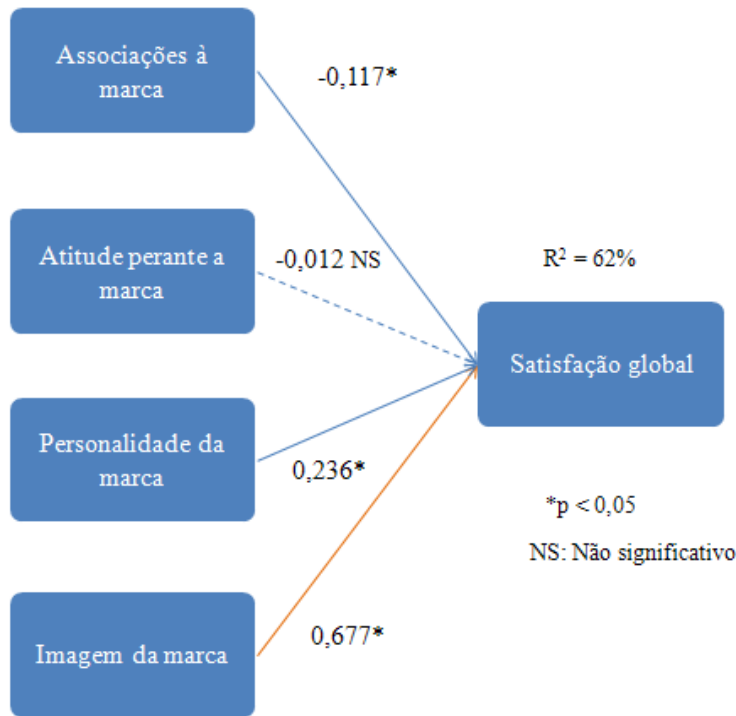 Associações à
marca
-0,117*
Atitude perante a
marca
-0,012 NS
R² = 62%
Satisfação global
Personalidade da
marca
0,236*
*p < 0,05
NS: Não significativo
Imagem da marca
0,677*